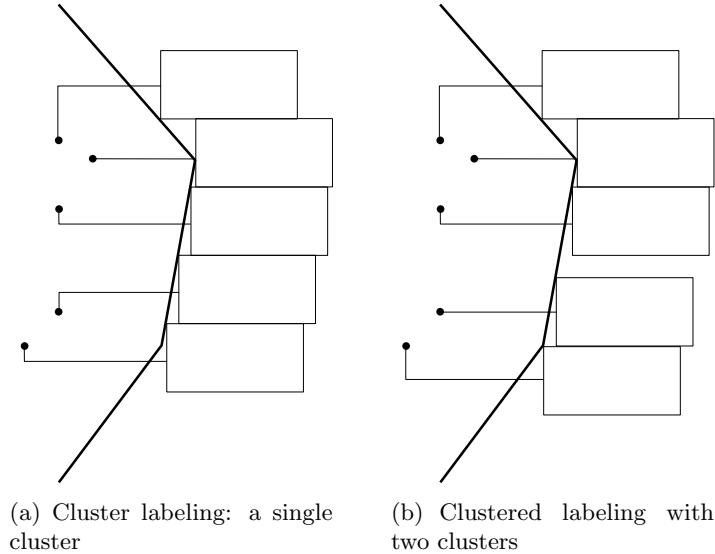 (a) Cluster labeling: a single
cluster
(b) Clustered labeling with
two clusters